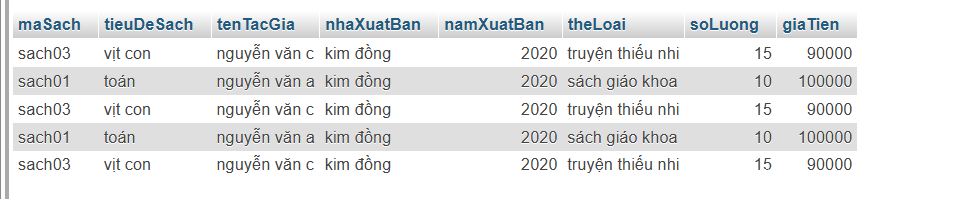 maSach tieuDeSach tenTacGia nhaXuatBan namXuatBan theLoai soLuong giaTien
sach03 vịt con nguyễn văn c kim đồng 2020 truyện thiếu nhi 15 90000
sach01 toán nguyễn văn a kim đồng 2020 sách giáo khoa 10 100000
sach03 vịt con nguyễn văn c kim đồng 2020 truyện thiếu nhi 15 90000
sach01 toán nguyễn văn a kim đồng 2020 sách giáo khoa 10 100000
sach03 vịt con nguyễn văn c kim đồng 2020 truyện thiếu nhi 15 90000